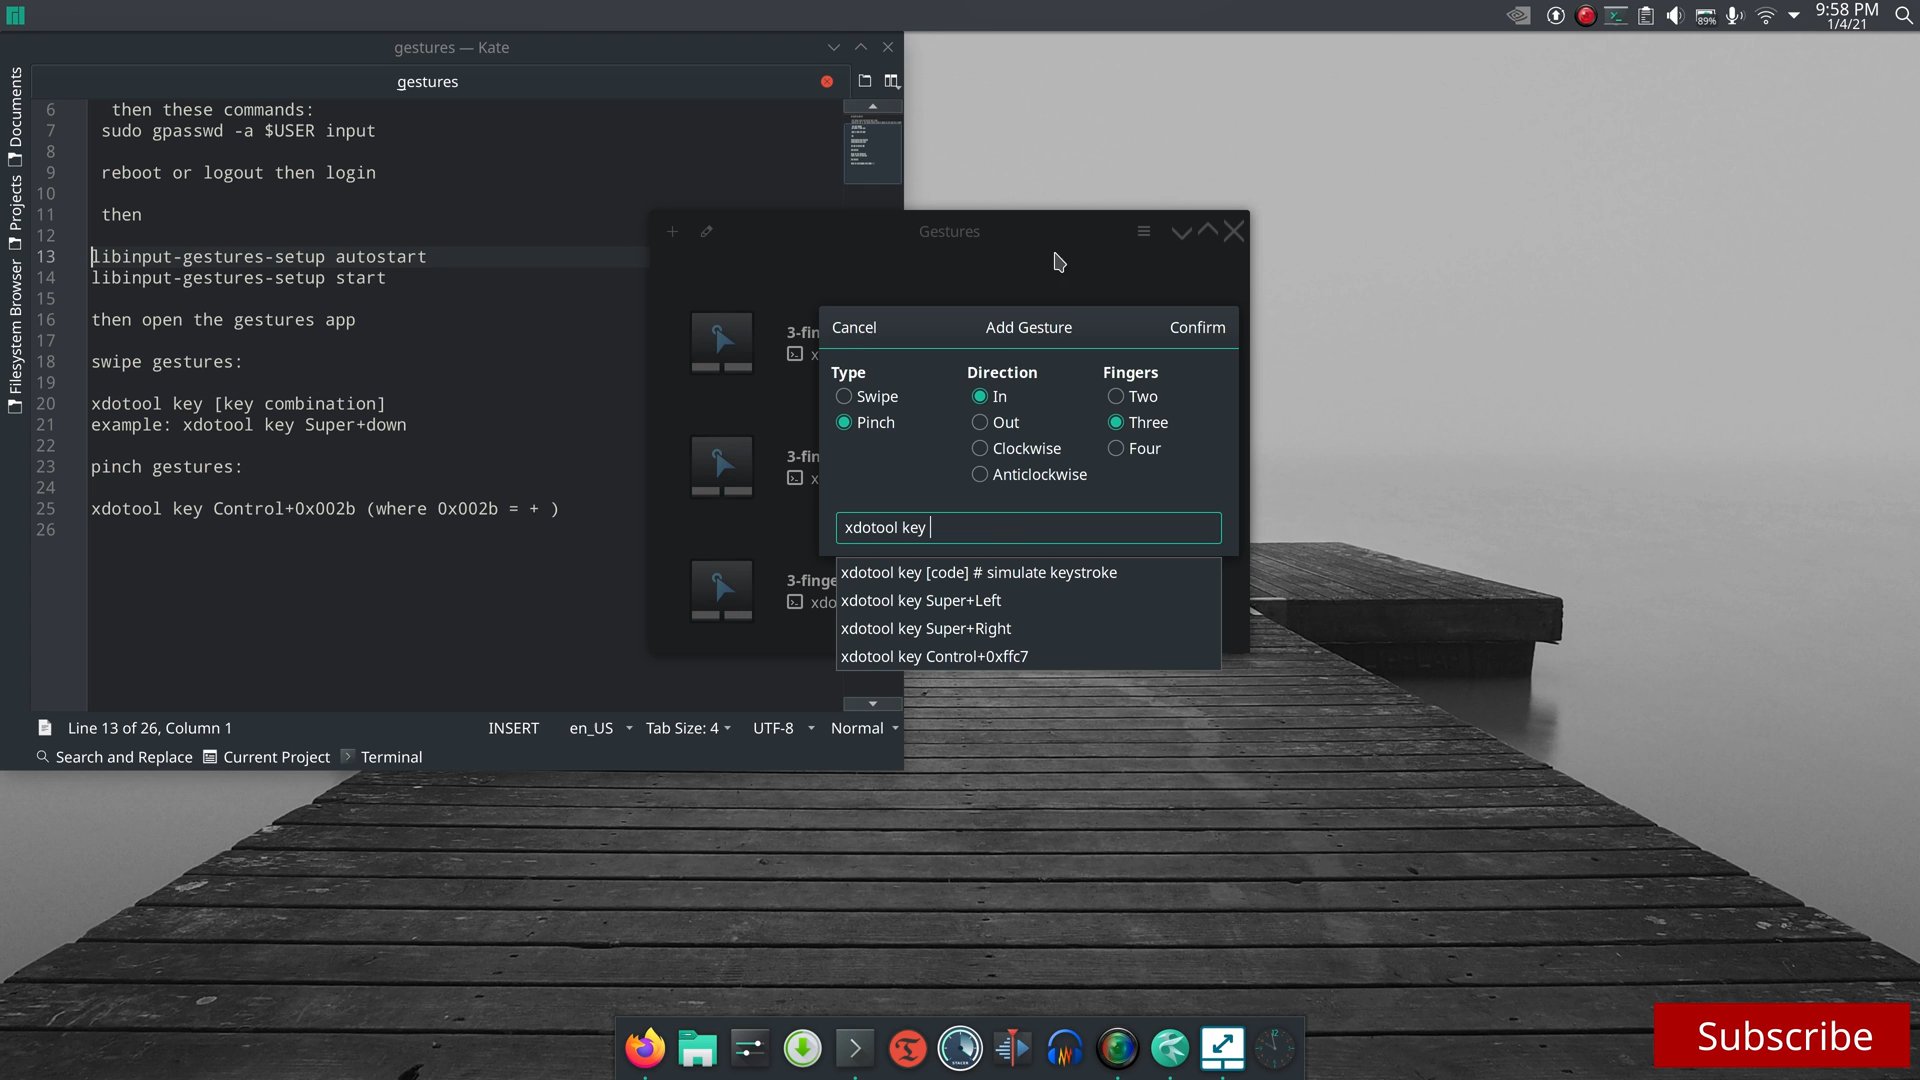 9:58 PM
1/4/21
89%
gestures — Kate
gestures
Documents
Projects
Filesystem Browser
6 then these commands:
7 sudo gpasswd -a $USER input
8
9 reboot or logout then login
10
11 then
12
13 libinput-gestures-setup autostart
14 libinput-gestures-setup start
15
16 then open the gestures app
17
18 swipe gestures:
19
20 xdotool key [key combination]
21 example: xdotool key Super+down
22
23 pinch gestures:
24
25 xdotool key Control+0x002b (where 0x002b = + )
26
Line 13 of 26, Column 1 INSERT en_US Tab Size: 4 UTF-8 Normal
Search and Replace Current Project Terminal
Gestures
3-fin
x
3-fin
x
3-finge
xdo
Cancel Add Gesture Confirm
Type Direction Fingers
Swipe In Two
Pinch Out Three
Clockwise Four
Anticlockwise
xdotool key
xdotool key [code] # simulate keystroke
xdotool key Super+Left
xdotool key Super+Right
xdotool key Control+0xffc7
Subscribe